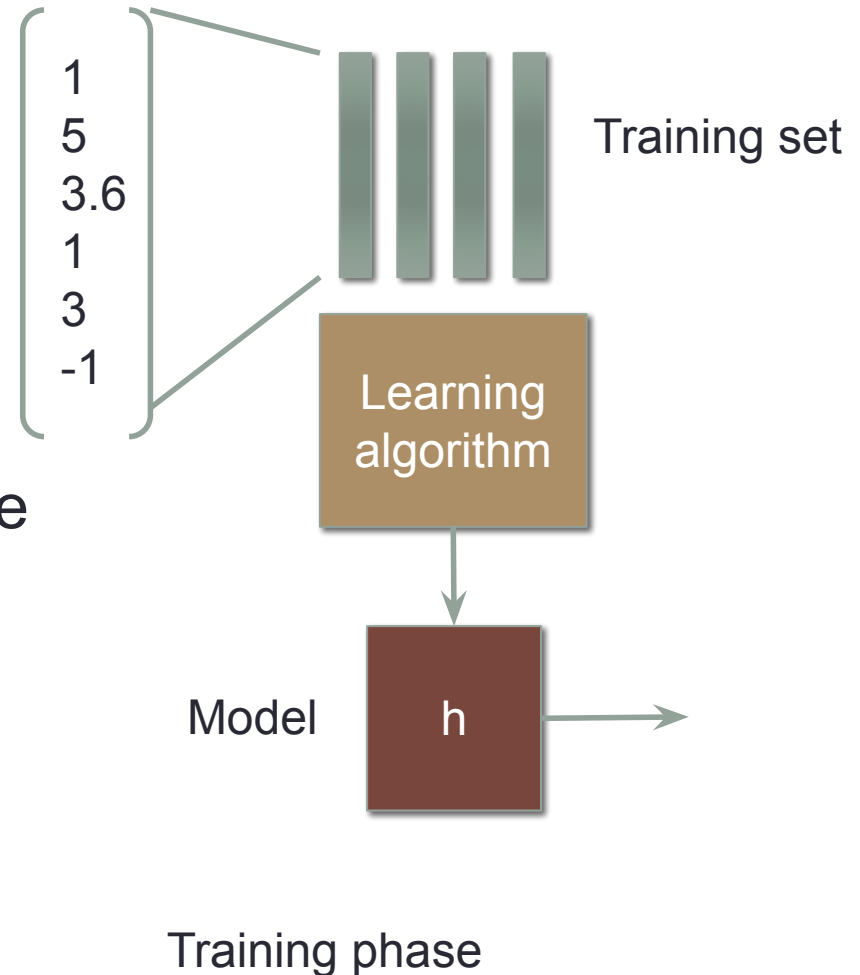 1
5
3.6
1
3
-1
Training set
Learning
algorithm
e
Model
h
Training phase